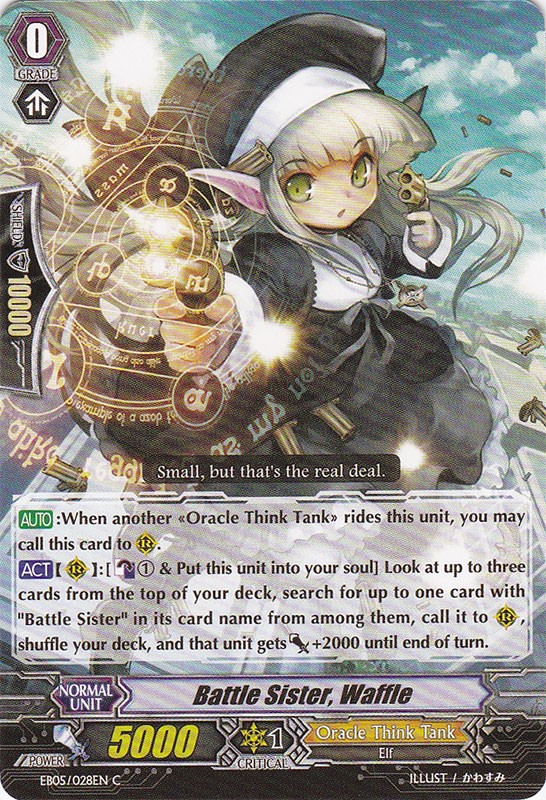 0
GRADE
SHIELD
10000
Small, but that's the real deal.
AUTO:When another «Oracle Think Tank» rides this unit, you may
call this card to R.
ACT[R]:[① & Put this unit into your soul] Look at up to three
cards from the top of your deck, search for up to one card with
"Battle Sister" in its card name from among them, call it to R,
shuffle your deck, and that unit gets +2000 until end of turn.
NORMAL
UNIT
Battle Sister, Waffle
POWER
5000
1
CRITICAL
Oracle Think Tank
Elf
EB05/028EN C
ILLUST / かわすみ